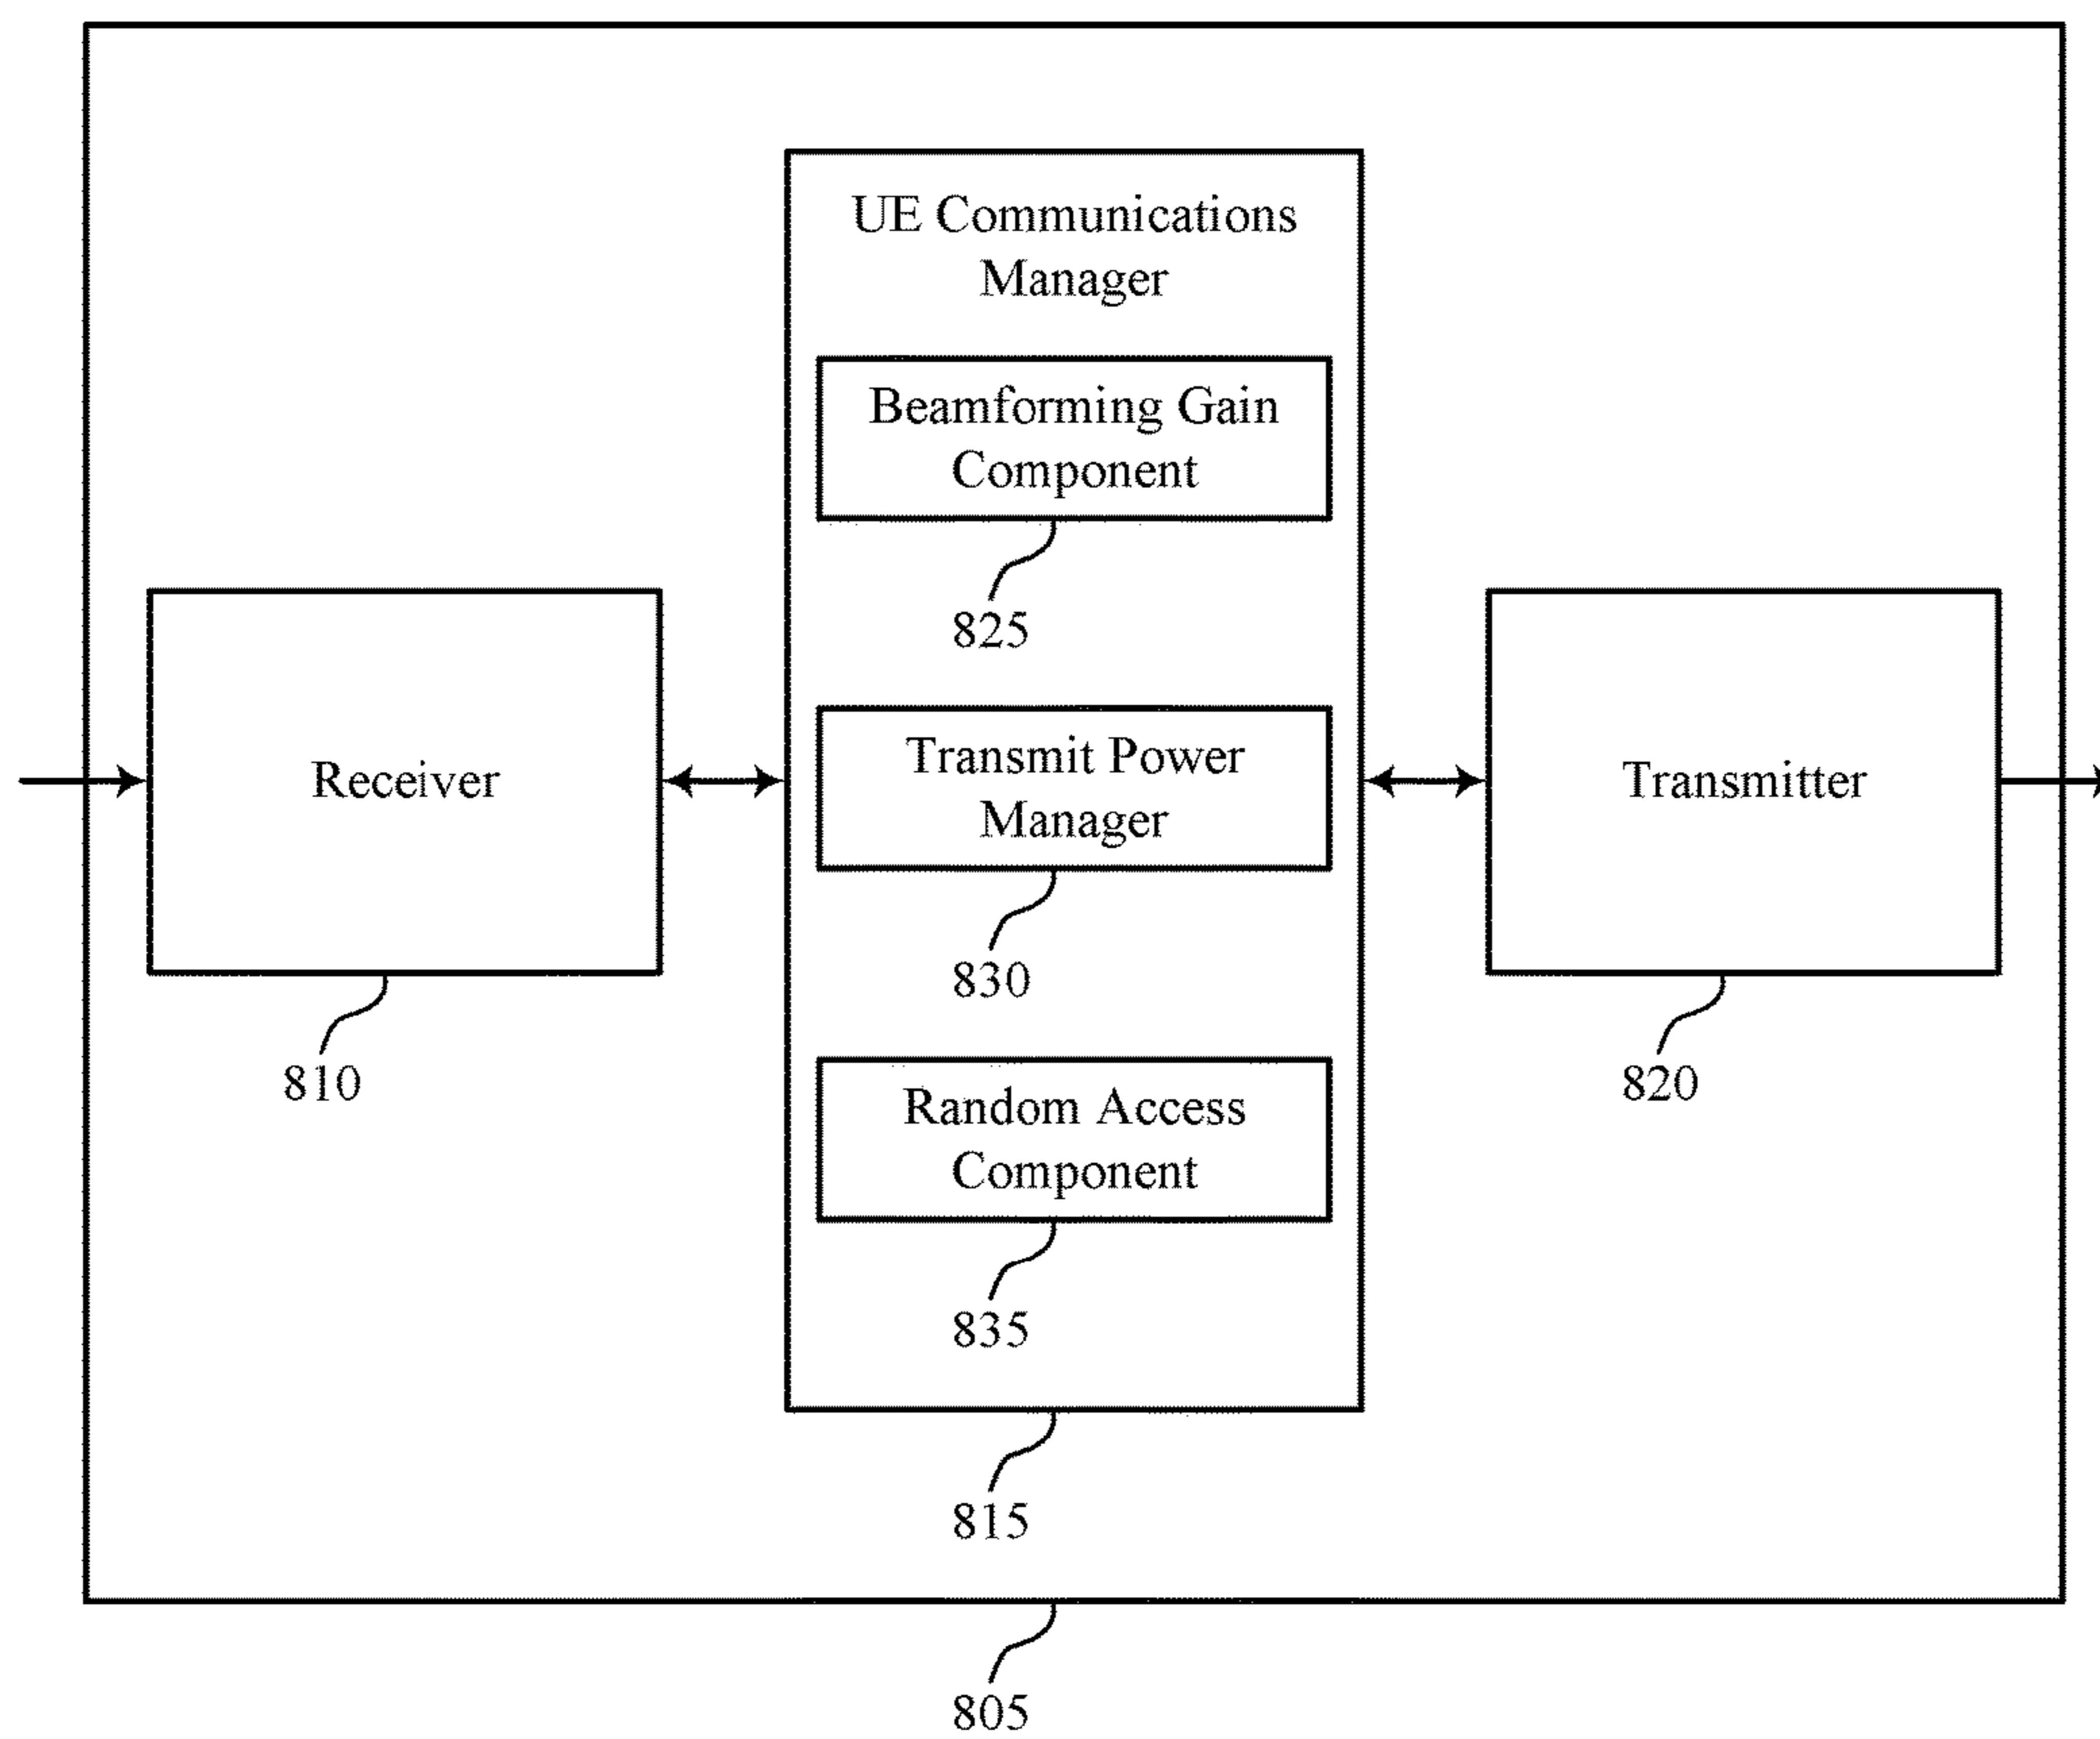 UE Communications
Manager
Beamforming Gain
Component
825
Receiver
810
Transmit Power
Manager
830
Transmitter
820
Random Access
Component
835
815
805